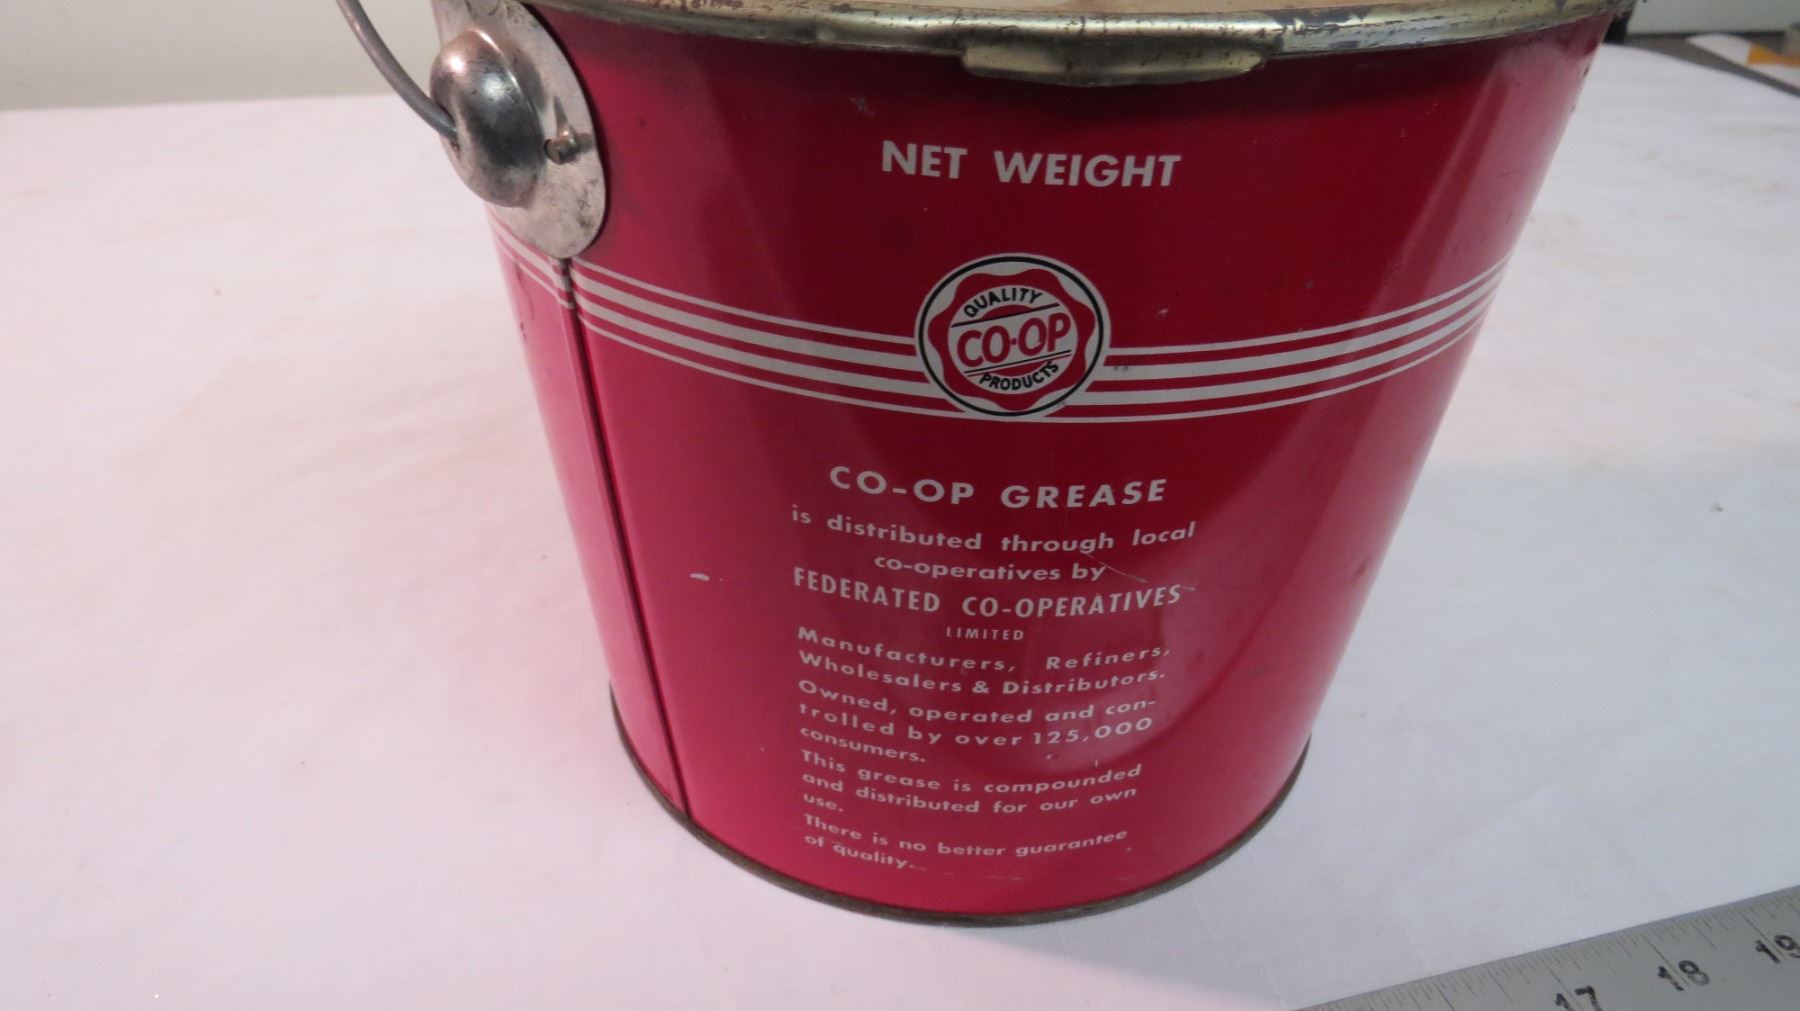 NET WEIGHT
QUALITY
CO-OP
PRODUCTS
CO-OP GREASE
is distributed through local
co-operatives by
FEDERATED CO-OPERATIVES
LIMITED
Manufacturers, Refiners,
Wholesalers & Distributors.
Owned, operated and con-
trolled by over 125,000
consumers.
This grease is compounded
and distributed for our own
use.
There is no better guarantee
of quality.
17 18 19